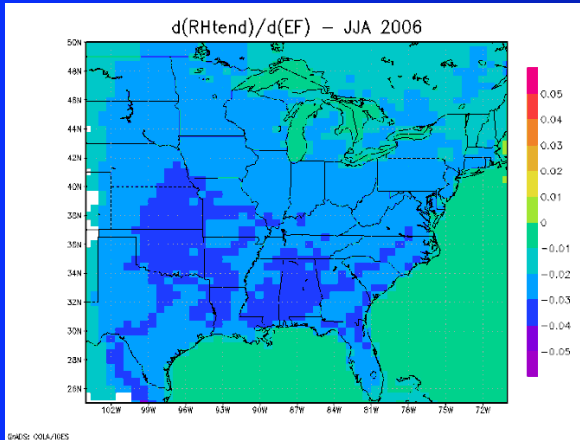 d(RHtend)/d(EF) – JJA 2006
50N
48N
46N
44N
42N
40N
38N
36N
34N
32N
30N
28N
26N
102W 99W 96W 93W 90W 87W 84W 81W 78W 75W 72W
0.05
0.04
0.03
0.02
0.01
-0.01
-0.02
-0.03
-0.04
-0.05
GrADS: COLA/IGES